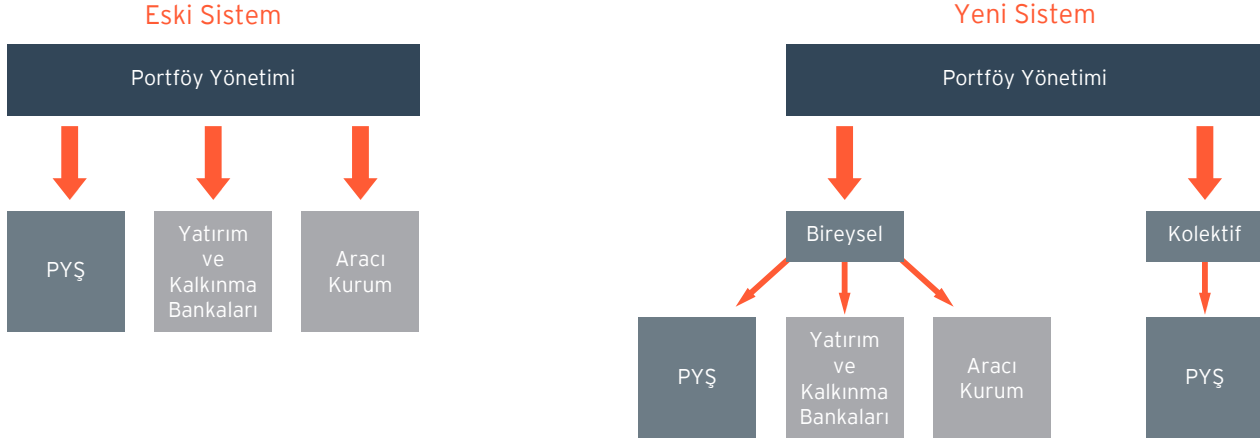 Eski Sistem
Portföy Yönetimi
PYŞ
Yatırım
ve
Kalkınma
Bankaları
Aracı
Kurum
Yeni Sistem
Portföy Yönetimi
Bireysel
Kolektif
PYŞ
Yatırım
ve
Kalkınma
Bankaları
Aracı
Kurum
PYŞ